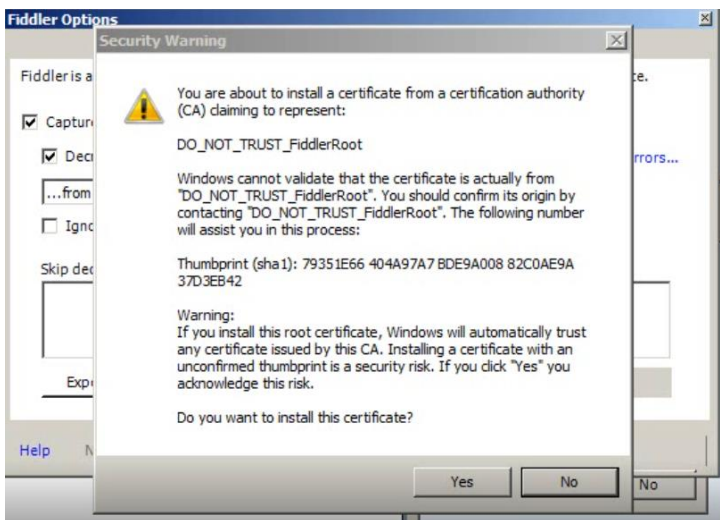 Fiddler Options
Security Warning
Fiddler is a
te.
You are about to install a certificate from a certification authority
(CA) claiming to represent:
Capture
DO_NOT_TRUST_FiddlerRoot
Decr
rrors...
Windows cannot validate that the certificate is actually from
...from
"DO_NOT_TRUST_FiddlerRoot". You should confirm its origin by
contacting "DO_NOT_TRUST_FiddlerRoot". The following number
Igno
will assist you in this process:
Skip dec
Thumbprint (sha1): 79351E66 404A97A7 BDE9A008 82C0AE9A
37D3EB42
Warning:
If you install this root certificate, Windows will automatically trust
any certificate issued by this CA. Installing a certificate with an
unconfirmed thumbprint is a security risk. If you click "Yes" you
Expo
acknowledge this risk.
Do you want to install this certificate?
Help
N
Yes
No
No